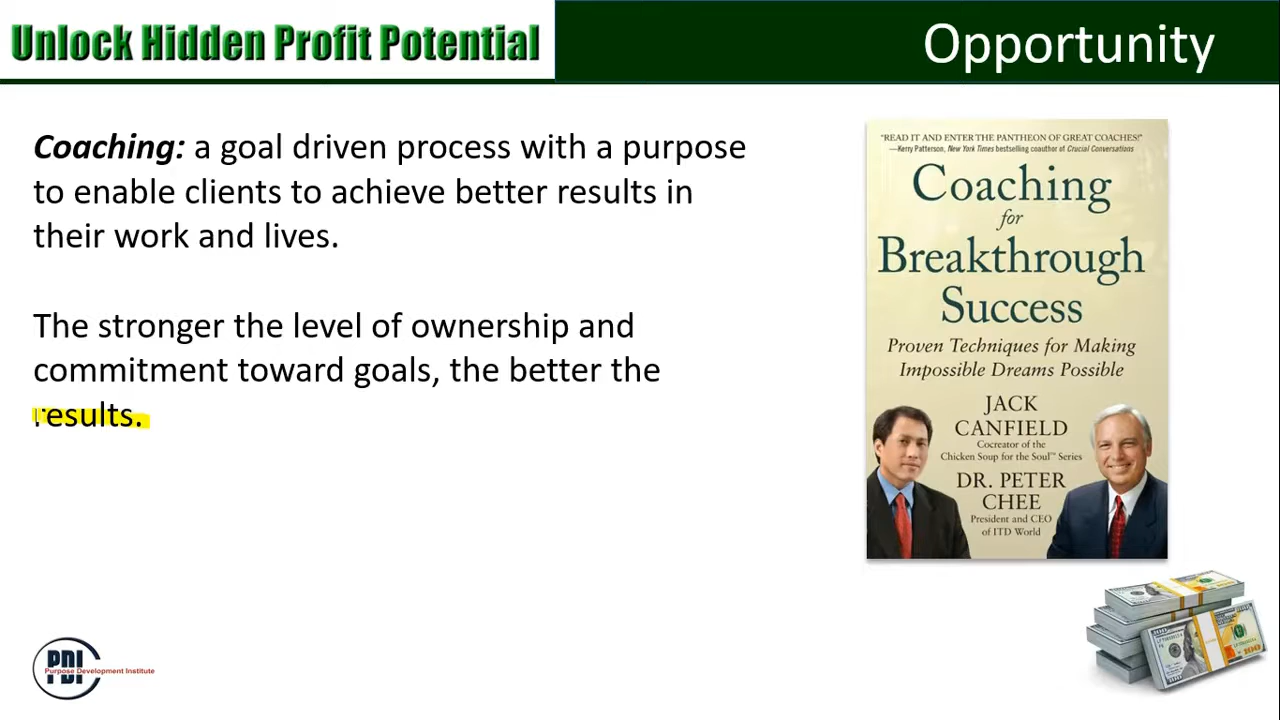 Unlock Hidden Profit Potential
Opportunity
Coaching: a goal driven process with a purpose
to enable clients to achieve better results in
their work and lives.
The stronger the level of ownership and
commitment toward goals, the better the
results.
"READ IT AND ENTER THE PANTHEON OF GREAT COACHES!"
—Kerry Patterson, New York Times bestselling coauthor of Crucial Conversations
Coaching
for
Breakthrough
Success
Proven Techniques for Making
Impossible Dreams Possible
JACK
CANFIELD
Cocreator of the
Chicken Soup for the Soul™ Series
DR. PETER
CHEE
President and CEO
of ITD World
PDI
Purpose Development Institute
100